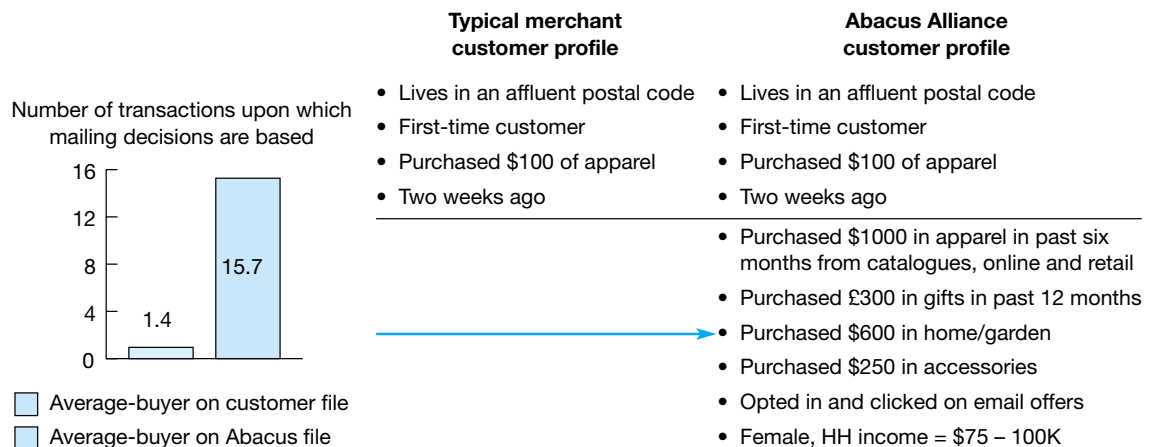 Number of transactions upon which
mailing decisions are based
16
12
8
4
0
1.4
15.7
Average-buyer on customer file
Average-buyer on Abacus file
Typical merchant
customer profile
• Lives in an affluent postal code
• First-time customer
• Purchased $100 of apparel
• Two weeks ago
Abacus Alliance
customer profile
• Lives in an affluent postal code
• First-time customer
• Purchased $100 of apparel
• Two weeks ago
• Purchased $1000 in apparel in past six
months from catalogues, online and retail
• Purchased £300 in gifts in past 12 months
• Purchased $600 in home/garden
• Purchased $250 in accessories
• Opted in and clicked on email offers
• Female, HH income = $75 – 100K